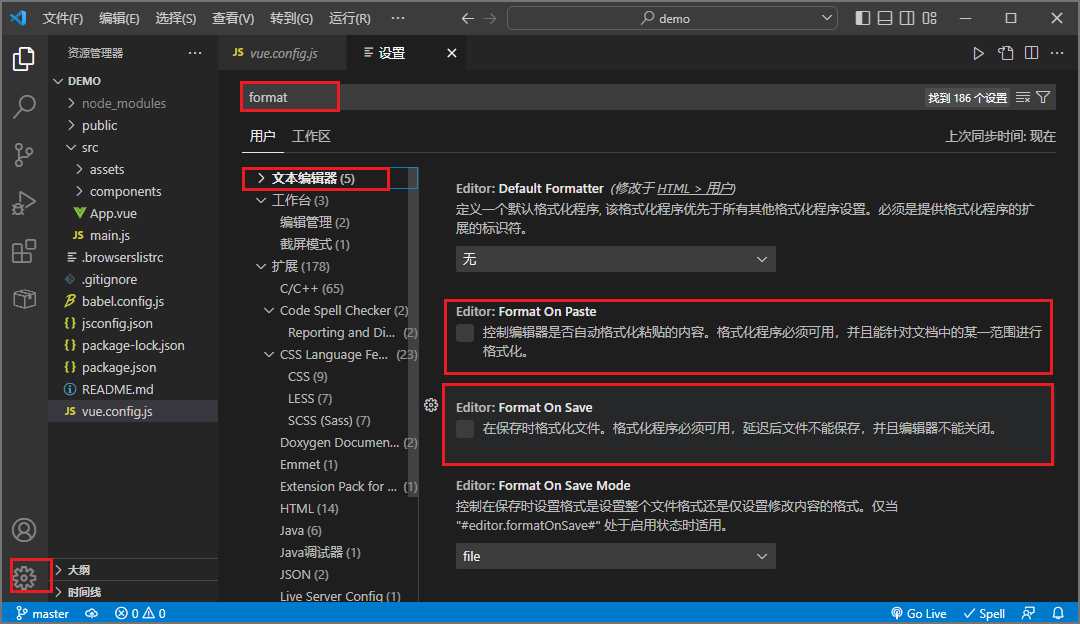 文件(F) 编辑(E) 选择(S) 查看(V) 转到(G) 运行(R) ··· demo
资源管理器 ···
DEMO
node_modules
public
src
assets
components
App.vue
JS main.js
.browserslistrc
.gitignore
babel.config.js
{} jsconfig.json
{} package-lock.json
{} package.json
README.md
JS vue.config.js
大纲
时间线
JS vue.config.js
设置
format
找到 186 个设置
用户 工作区
上次同步时间: 现在
文本编辑器 (5)
工作台 (3)
编辑管理 (2)
截屏模式 (1)
扩展 (178)
C/C++ (65)
Code Spell Checker (2)
Reporting and Di... (2)
CSS Language Fe... (23)
CSS (9)
LESS (7)
SCSS (Sass) (7)
Doxygen Documen... (2)
Emmet (1)
Extension Pack for ... (1)
HTML (14)
Java (6)
Java调试器 (1)
JSON (2)
Live Server Config (1)
Editor: Default Formatter (修改于 HTML > 用户)
定义一个默认格式化程序, 该格式化程序优先于所有其他格式化程序设置。必须是提供格式化程序的扩
展的标识符。
无
Editor: Format On Paste
控制编辑器是否自动格式化粘贴的内容。格式化程序必须可用，并且能针对文档中的某一范围进行
格式化。
Editor: Format On Save
在保存时格式化文件。格式化程序必须可用，延迟后文件不能保存，并且编辑器不能关闭。
Editor: Format On Save Mode
控制在保存时设置格式是设置整个文件格式还是仅设置修改内容的格式。仅当
"#editor.formatOnSave#" 处于启用状态时适用。
file
master 0 0 Go Live Spell